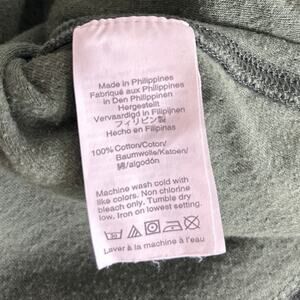 Made in Philippines
Fabriqué aux Philippines
in Den Philippinen
Hergestellt
Vervaardigd in Filipijnen
フィリピン製
Hecho en Filipinas
100% Cotton/Coton/
Baumwolle/Katoen/
綿/algodón
Machine wash cold with
like colors. Non chlorine
bleach only. Tumble dry
low. Iron on lowest setting.
Laver à la machine à l'eau